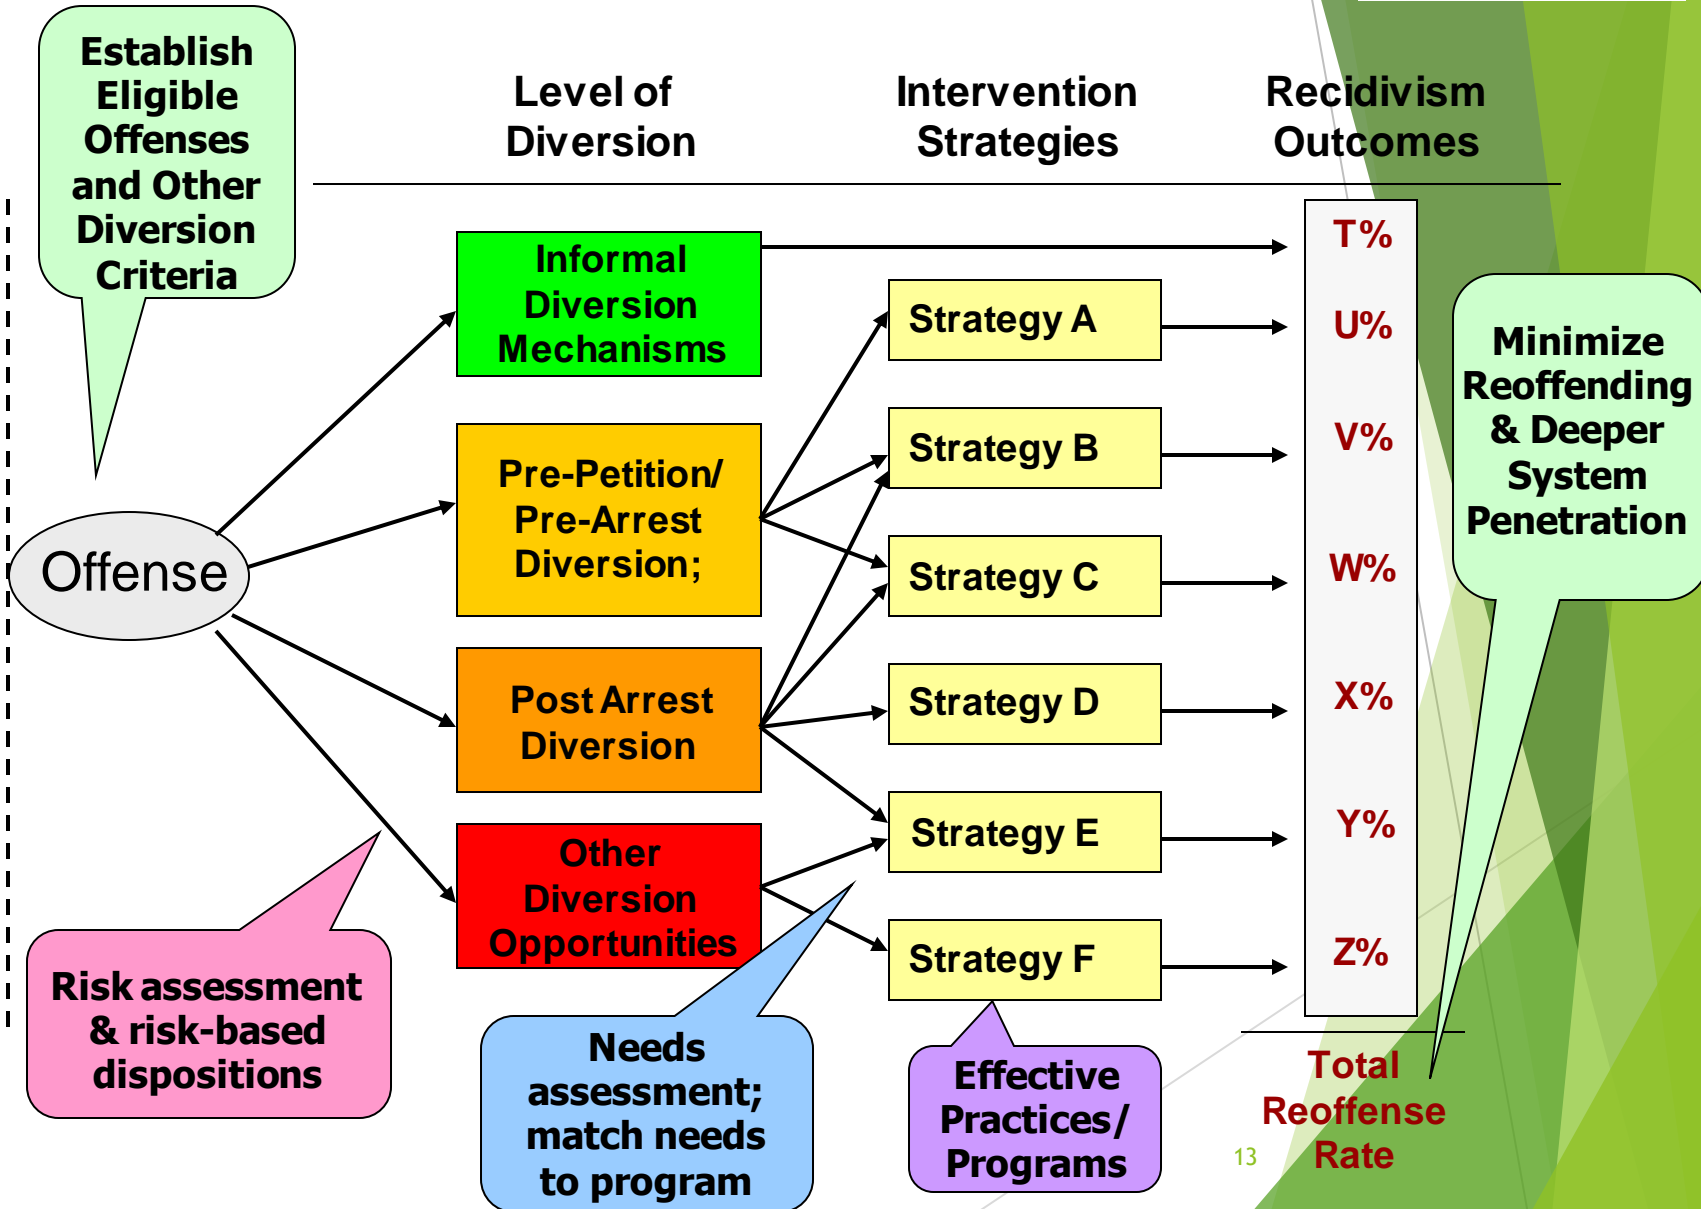 Establish
Eligible
Offenses
and Other
Diversion
Criteria
Level of
Diversion
Intervention
Strategies
Recidivism
Outcomes
Offense
Informal
Diversion
Mechanisms
Pre-Petition/
Pre-Arrest
Diversion;
Post Arrest
Diversion
Other
Diversion
Opportunities
Strategy A
Strategy B
Strategy C
Strategy D
Strategy E
Strategy F
T%
U%
V%
W%
X%
Y%
Z%
Total
Reoffense
Rate
Minimize
Reoffending
& Deeper
System
Penetration
Risk assessment
& risk-based
dispositions
Needs
assessment;
match needs
to program
Effective
Practices/
Programs
13